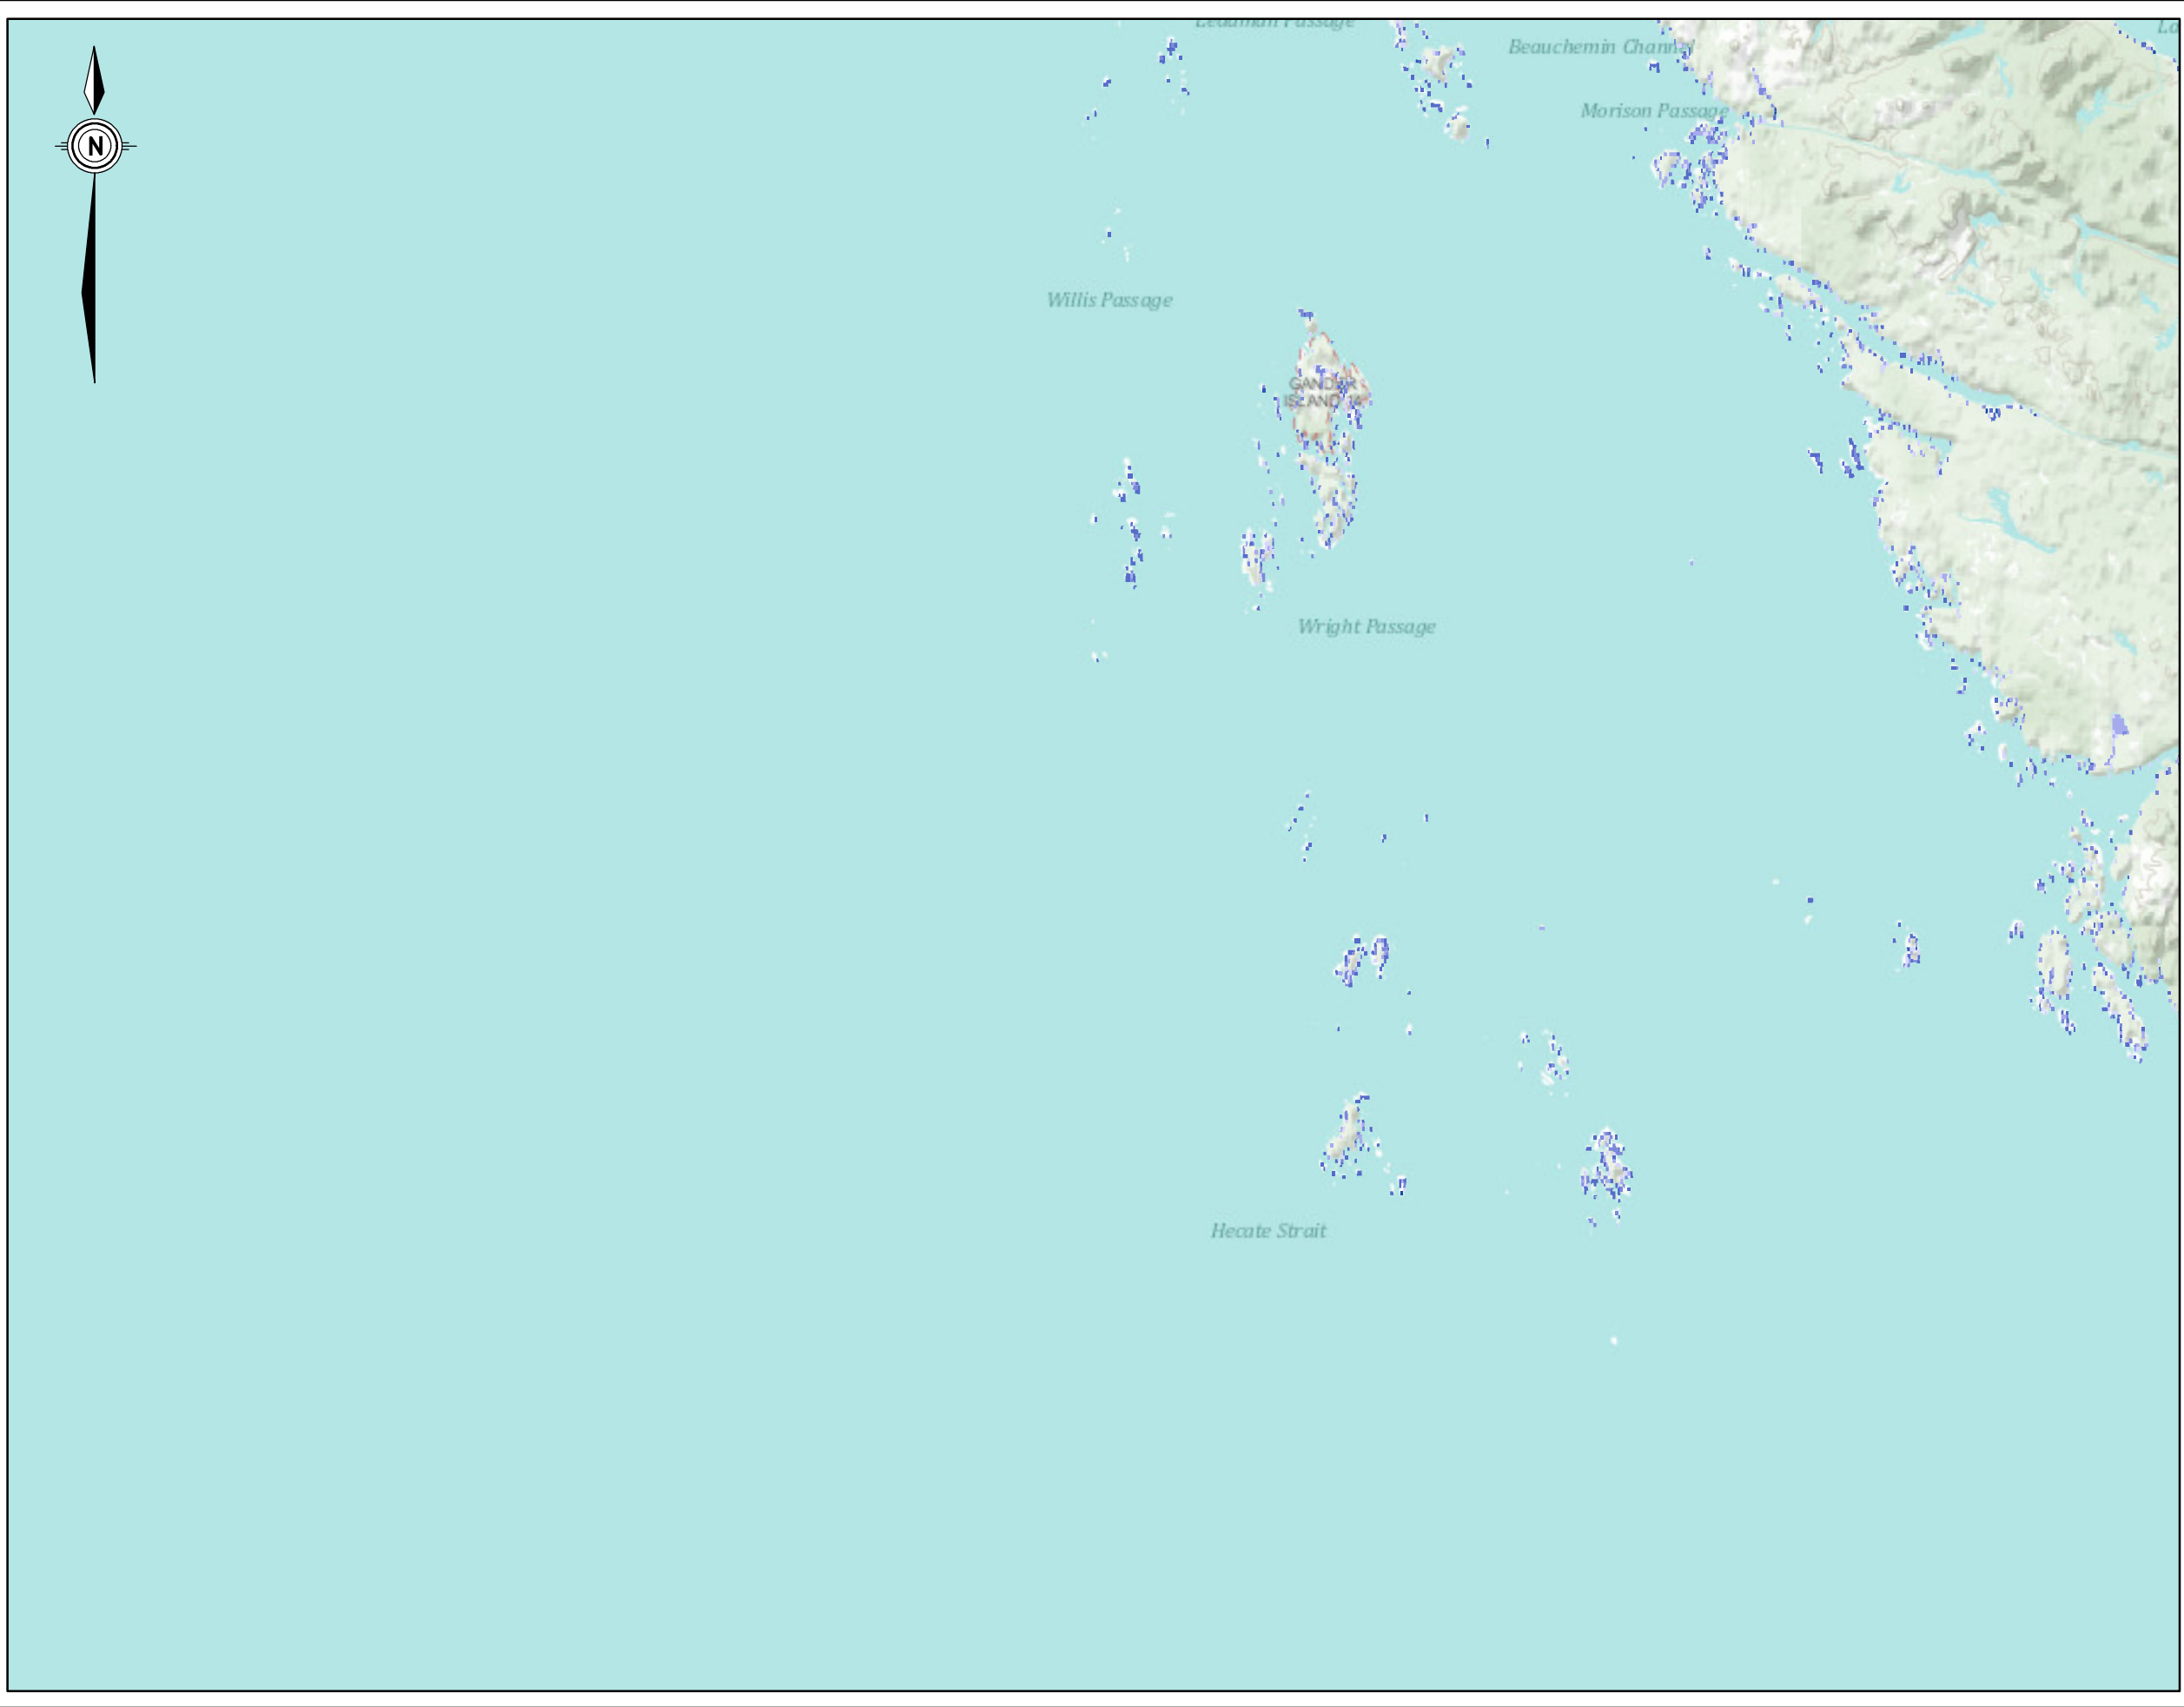 Beauchemin Channel
Morison Passage
N
Willis Passage
GANDER
ISLAND 14
Wright Passage
Hecate Strait